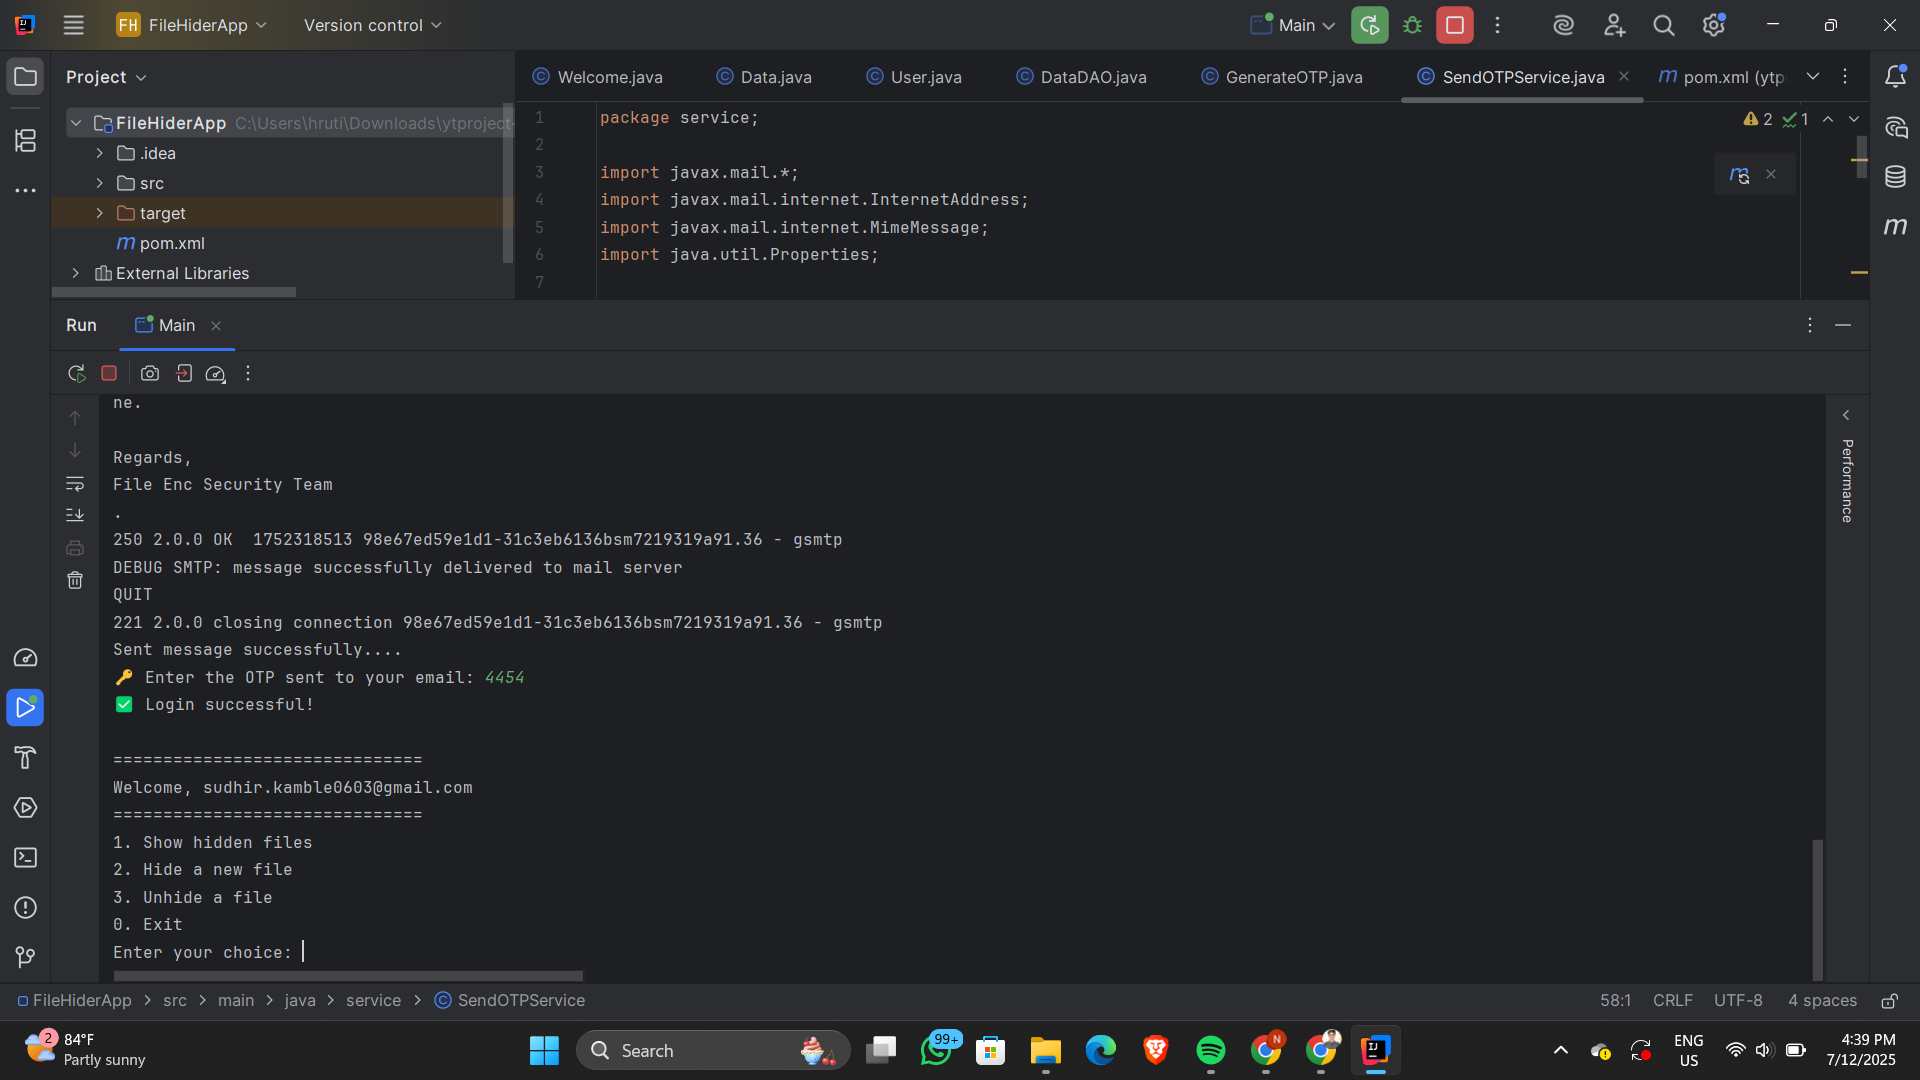 FH FileHiderApp Version control Main
Project
Welcome.java Data.java User.java DataDAO.java GenerateOTP.java SendOTPService.java pom.xml (ytp
FileHiderApp C:\Users\hruti\Downloads\ytproject-
.idea
src
target
pom.xml
External Libraries
1 package service;
2
3 import javax.mail.*;
4 import javax.mail.internet.InternetAddress;
5 import javax.mail.internet.MimeMessage;
6 import java.util.Properties;
7
2 1
Run Main
ne.
Regards,
File Enc Security Team
.
250 2.0.0 OK  1752318513 98e67ed59e1d1-31c3eb6136bsm7219319a91.36 - gsmtp
DEBUG SMTP: message successfully delivered to mail server
QUIT
221 2.0.0 closing connection 98e67ed59e1d1-31c3eb6136bsm7219319a91.36 - gsmtp
Sent message successfully....
🔑 Enter the OTP sent to your email: 4454
✅ Login successful!
===============================
Welcome, sudhir.kamble0603@gmail.com
===============================
1. Show hidden files
2. Hide a new file
3. Unhide a file
0. Exit
Enter your choice:
Performance
FileHiderApp > src > main > java > service > SendOTPService 58:1 CRLF UTF-8 4 spaces
2 84°F
Partly sunny
Search
99+
N
ENG
US
4:39 PM
7/12/2025